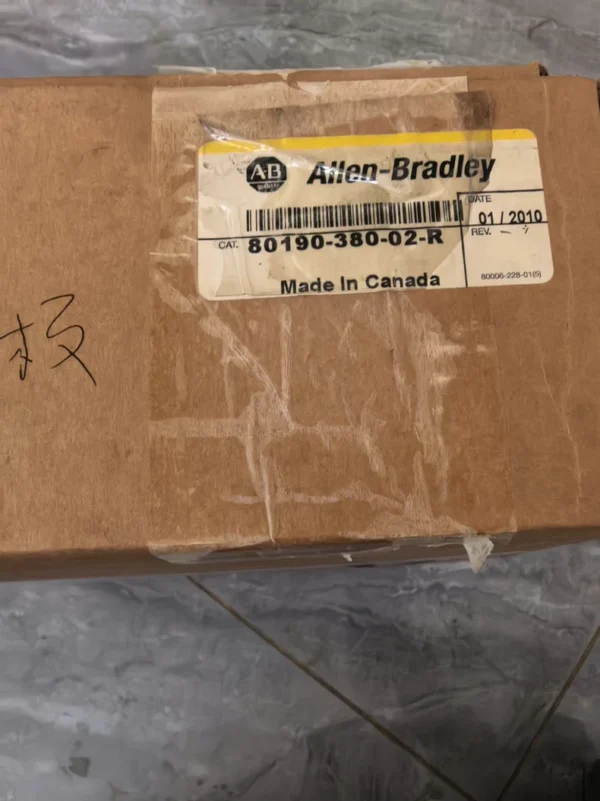 AB Allen-Bradley
DATE
01/2010
CAT. 80190-380-02-R
REV.
Made In Canada
80006-228-01(5)
板